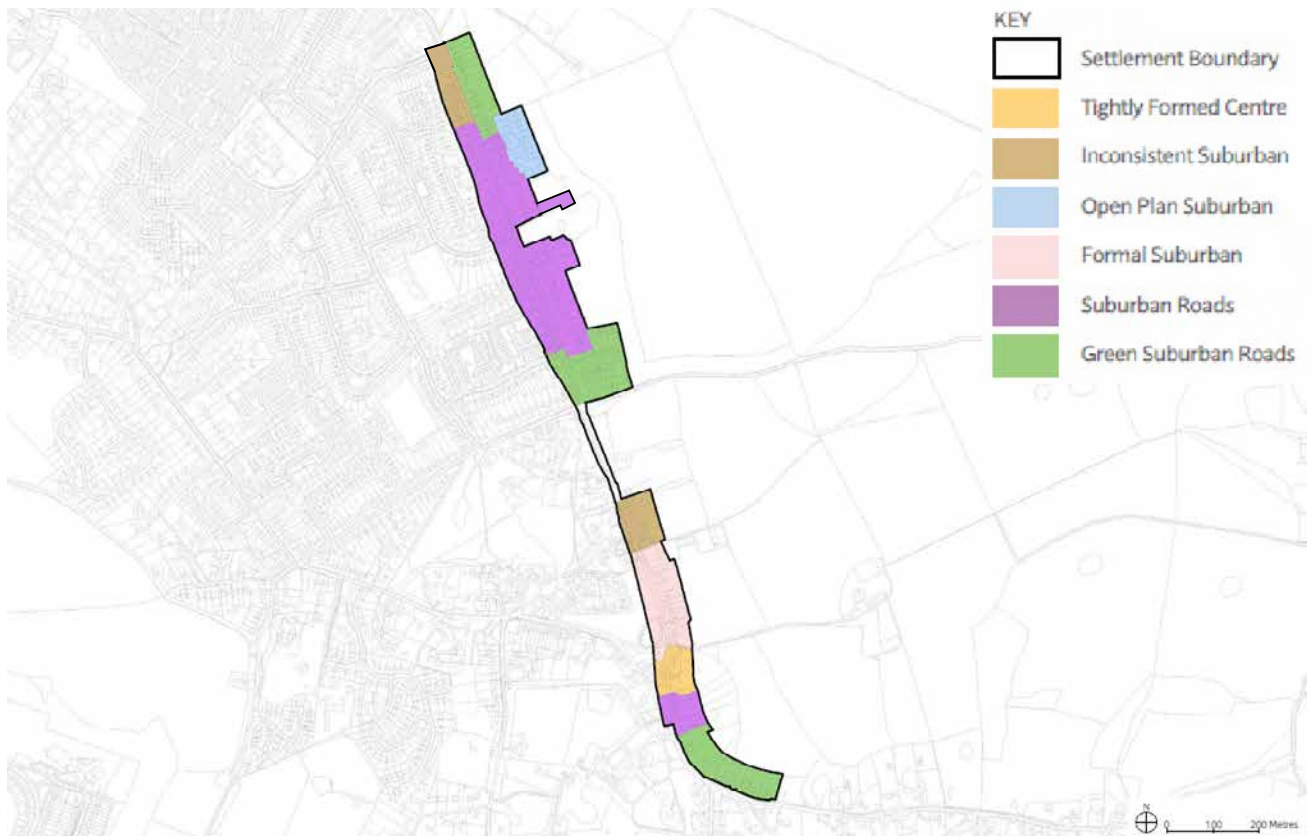 KEY
Settlement Boundary
Tightly Formed Centre
Inconsistent Suburban
Open Plan Suburban
Formal Suburban
Suburban Roads
Green Suburban Roads
N
0 100 200 Metres